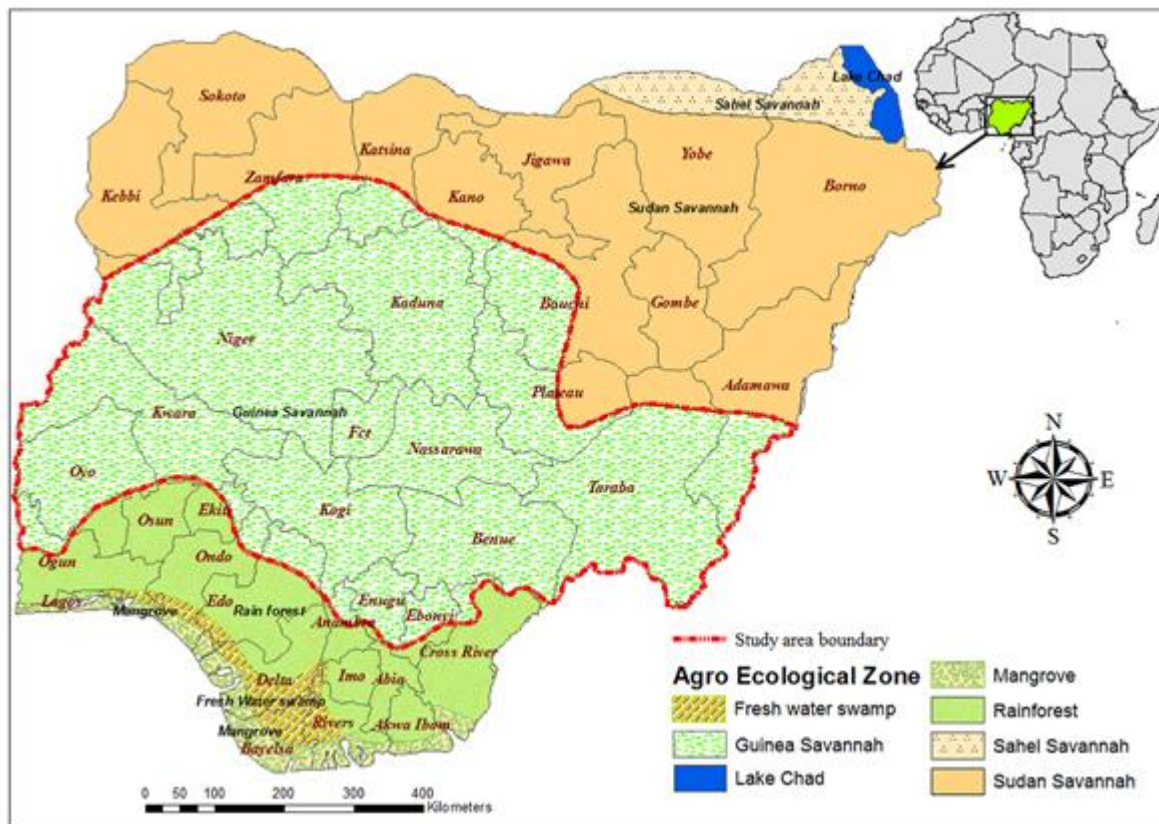 Lake Chad
Sokoto
Sahel Savannah
Katsina
Jigawa
Yobe
Zamfara
Kebbi
Kano
Borno
Sudan Savannah
Kaduna
Bauchi
Gombe
Niger
Plateau
Adamawa
Kwara
Guinea Savannah
Fct
Nassarawa
Oyo
Taraba
Kogi
Osun
Ekiti
Benue
Ogun
Ondo
Enugu
Lagos
Mangrove
Edo
Rain forest
Anambra
Ebonyi
Cross River
Delta
Imo
Abia
Fresh Water swamp
Rivers
Akwa Ibom
Mangrove
Bayelsa
N
W E
S
Study area boundary
Agro Ecological Zone
Fresh water swamp
Guinea Savannah
Lake Chad
Mangrove
Rainforest
Sahel Savannah
Sudan Savannah
0 50 100 200 300 400
Kilometers